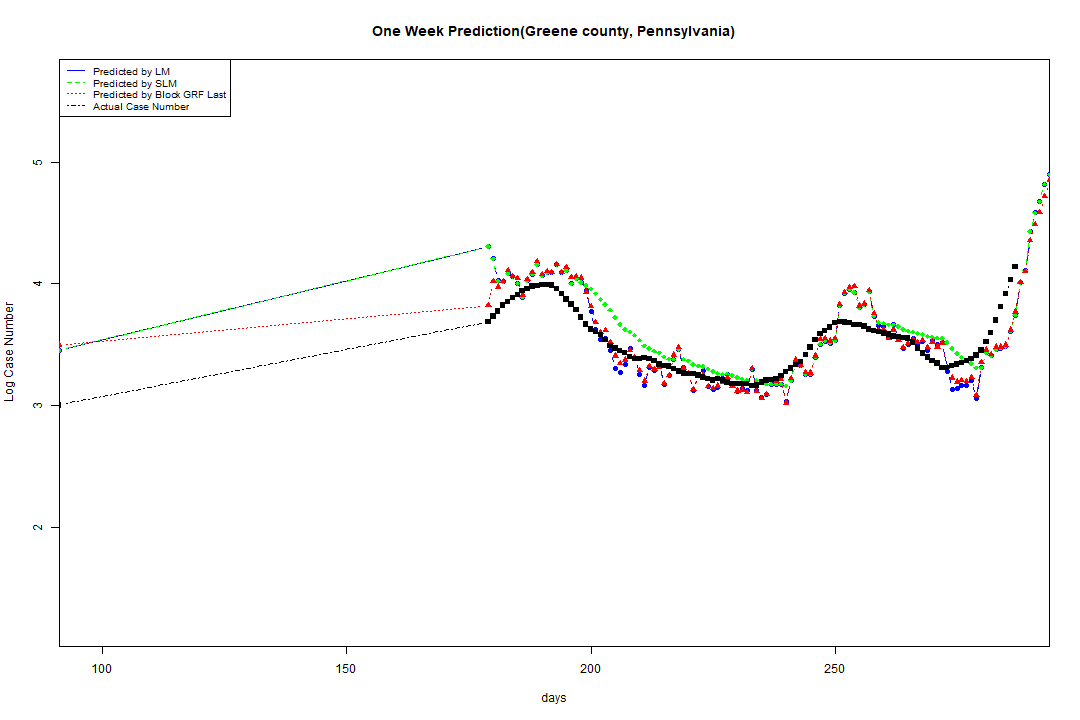 One Week Prediction(Greene county, Pennsylvania)
Predicted by LM
Predicted by SLM
Predicted by Block GRF Last
Actual Case Number
Log Case Number
5
4
3
2
100 150 200 250
days